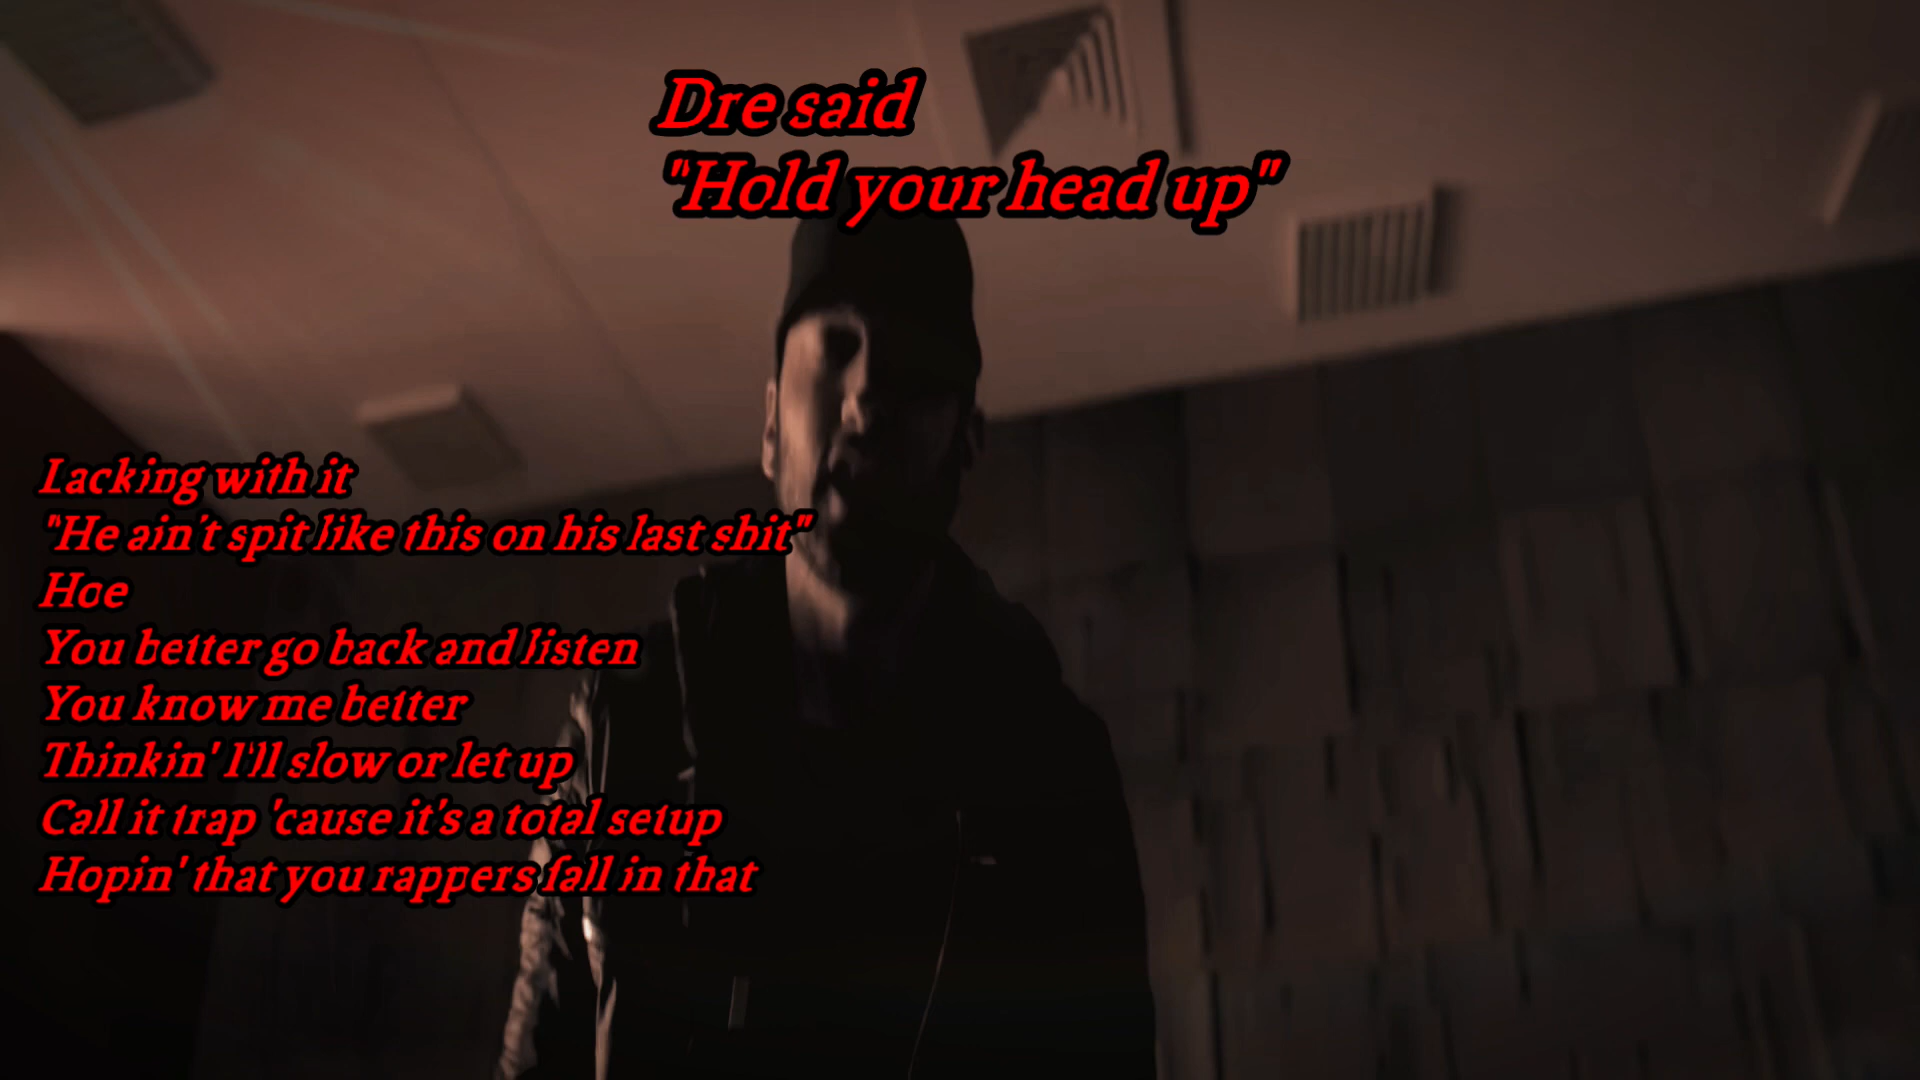 Dre said
"Hold your head up"
Lacking with it
"He ain't spit like this on his last shit"
Hoe
You better go back and listen
You know me better
Thinkin' I'll slow or let up
Call it trap 'cause it's a total setup
Hopin' that you rappers fall in that